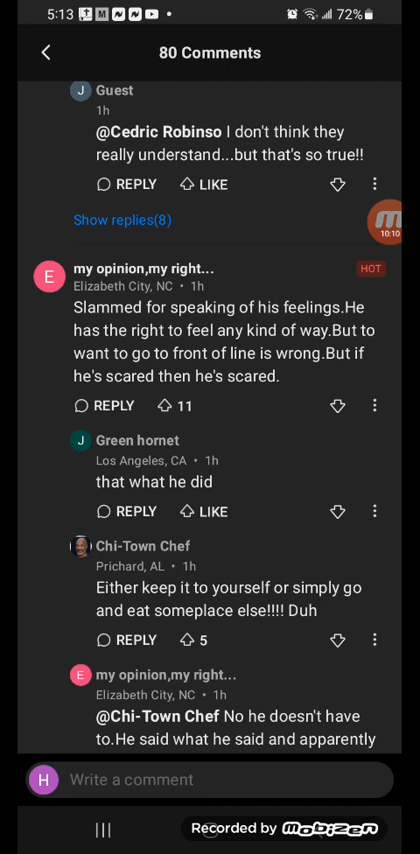 5:13 M 72%
80 Comments
J Guest
1h
@Cedric Robinso I don't think they
really understand...but that's so true!!
REPLY LIKE
Show replies(8)
10:10
E my opinion,my right... HOT
Elizabeth City, NC • 1h
Slammed for speaking of his feelings.He
has the right to feel any kind of way.But to
want to go to front of line is wrong.But if
he's scared then he's scared.
REPLY 11
J Green hornet
Los Angeles, CA • 1h
that what he did
REPLY LIKE
Chi-Town Chef
Prichard, AL • 1h
Either keep it to yourself or simply go
and eat someplace else!!!! Duh
REPLY 5
E my opinion,my right...
Elizabeth City, NC • 1h
@Chi-Town Chef No he doesn't have
to.He said what he said and apparently
H Write a comment
Recorded by mobizen